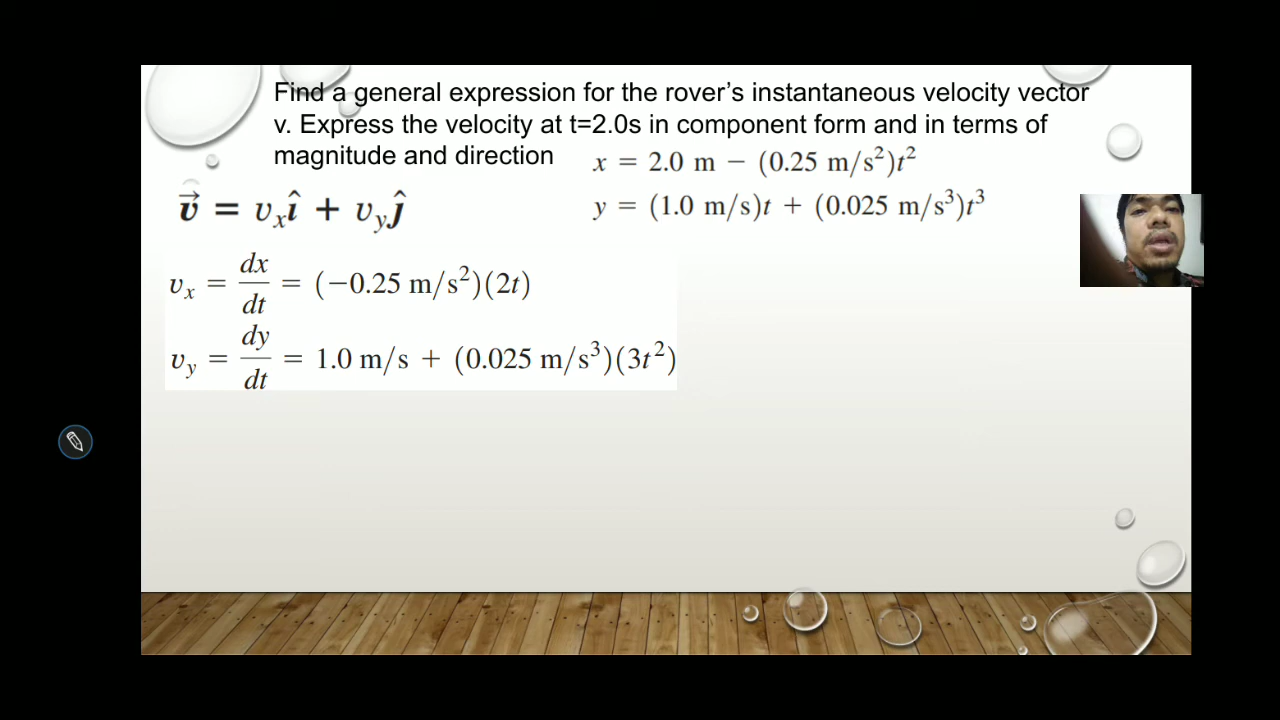 Find a general expression for the rover’s instantaneous velocity vector
v. Express the velocity at t=2.0s in component form and in terms of
magnitude and direction
x = 2.0 m − (0.25 m/s²)t²
y = (1.0 m/s)t + (0.025 m/s³)t³
v⃗ = vₓî + v_yĵ
vₓ = dx/dt = (−0.25 m/s²)(2t)
v_y = dy/dt = 1.0 m/s + (0.025 m/s³)(3t²)